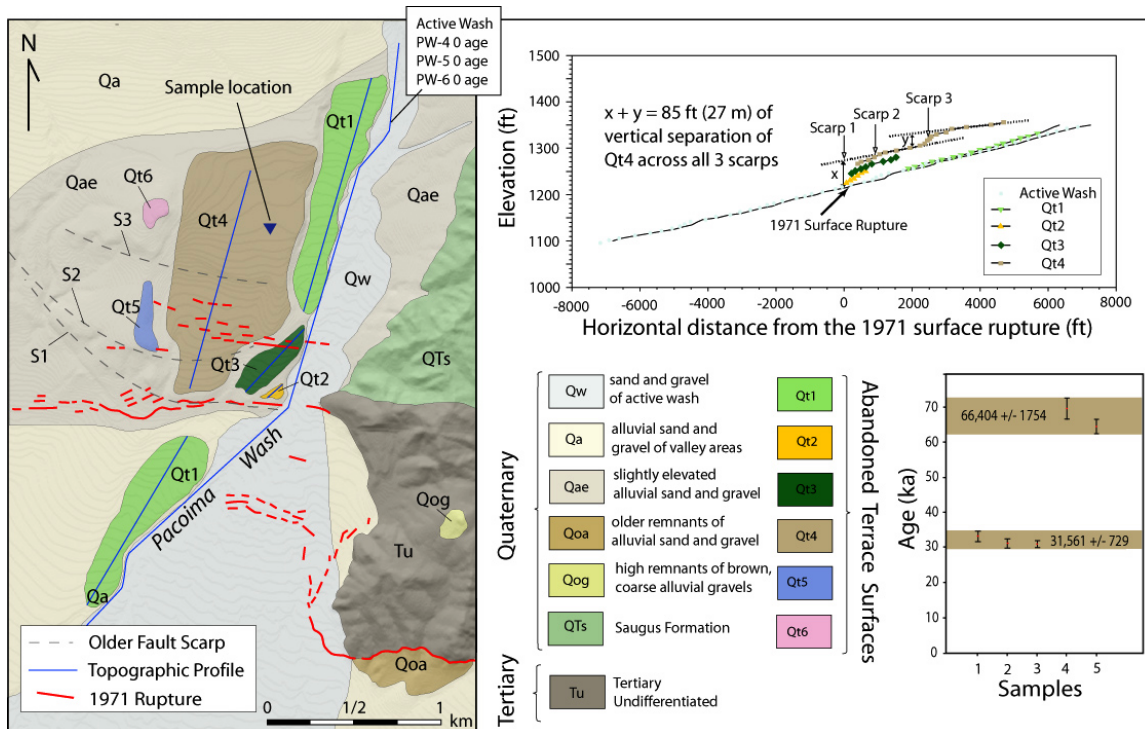 N
Qa
Sample location
Active Wash
PW-4 0 age
PW-5 0 age
PW-6 0 age
Qt1
Qae
Qt6
S3
Qt4
Qae
S2
Qw
Qt5
S1
Qt3
QTs
Qt2
Qt1
Pacoima Wash
Qog
Tu
Qa
Qoa
Older Fault Scarp
Topographic Profile
1971 Rupture
0 1/2 1
km
Elevation (ft)
1500
1400
1300
1200
1100
1000
x + y = 85 ft (27 m) of
vertical separation of
Qt4 across all 3 scarps
Scarp 1
Scarp 2
Scarp 3
x
y
1971 Surface Rupture
Active Wash
Qt1
Qt2
Qt3
Qt4
-8000 -6000 -4000 -2000 0 2000 4000 6000 8000
Horizontal distance from the 1971 surface rupture (ft)
Quaternary
Qw
sand and gravel
of active wash
Qa
alluvial sand and
gravel of valley areas
Qae
slightly elevated
alluvial sand and gravel
Qoa
older remnants of
alluvial sand and gravel
Qog
high remnants of brown,
coarse alluvial gravels
QTs
Saugus Formation
Tertiary
Tu
Tertiary
Undifferentiated
Qt1
Qt2
Qt3
Qt4
Qt5
Qt6
Abandoned Terrace Surfaces
Age (ka)
70
60
50
40
30
20
10
0
66,404 +/- 1754
31,561 +/- 729
1 2 3 4 5
Samples